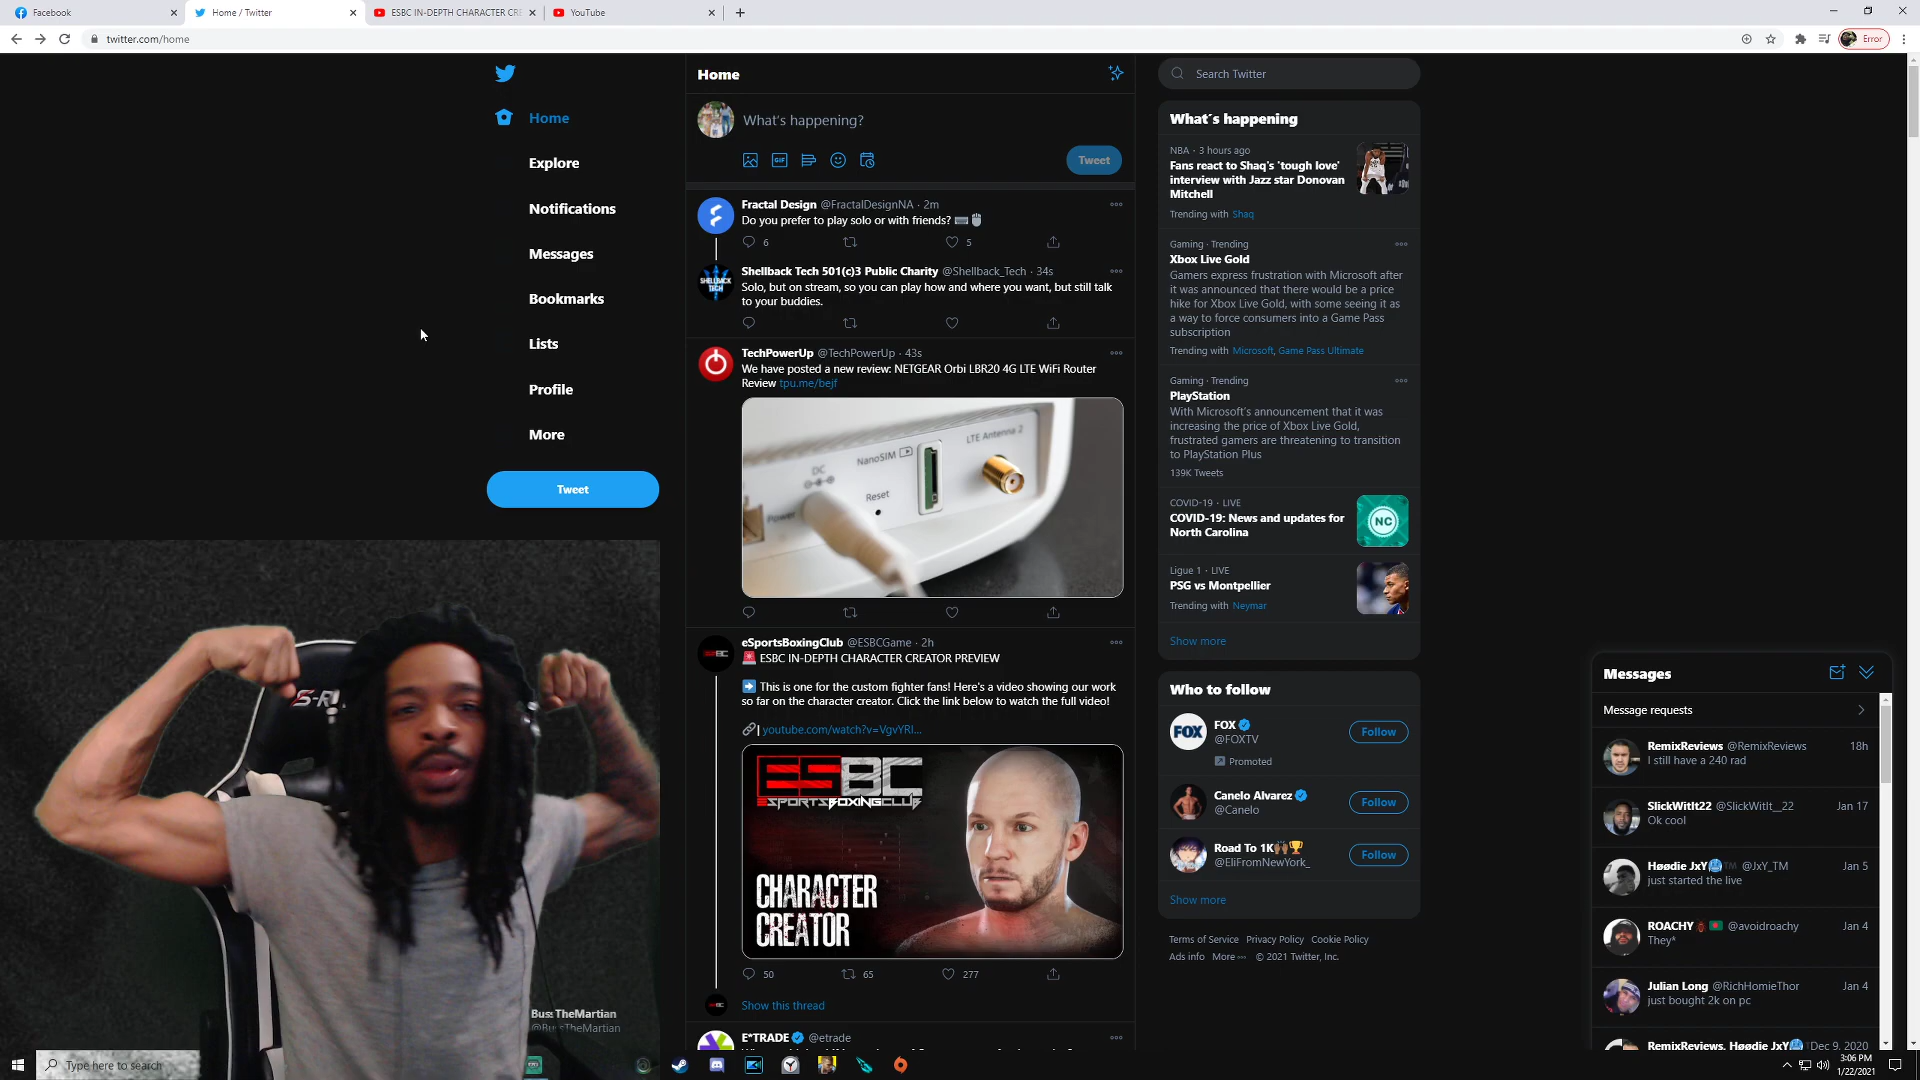 Facebook
Home / Twitter
ESBC IN-DEPTH CHARACTER CRE
YouTube
twitter.com/home
Error
Home
Explore
Notifications
Messages
Bookmarks
Lists
Profile
More
Tweet
BussTheMartian
@BussTheMartian
Home
What's happening?
GIF
Tweet
Fractal Design @FractalDesignNA · 2m
Do you prefer to play solo or with friends?
6
5
SHELLBACK
TECH
Shellback Tech 501(c)3 Public Charity @Shellback_Tech · 34s
Solo, but on stream, so you can play how and where you want, but still talk
to your buddies.
TechPowerUp @TechPowerUp · 43s
We have posted a new review: NETGEAR Orbi LBR20 4G LTE WiFi Router
Review tpu.me/bejf
LTE Antenna 2
NanoSIM
DC
Reset
Power
eSportsBoxingClub @ESBCGame · 2h
🚨 ESBC IN-DEPTH CHARACTER CREATOR PREVIEW
➡️ This is one for the custom fighter fans! Here's a video showing our work
so far on the character creator. Click the link below to watch the full video!
🔗| youtube.com/watch?v=VgvYRI...
ESBC
ESPORTSBOXINGCLUB
CHARACTER
CREATOR
50
65
277
Show this thread
E*TRADE @etrade
Search Twitter
What's happening
NBA · 3 hours ago
Fans react to Shaq's 'tough love'
interview with Jazz star Donovan
Mitchell
Trending with Shaq
Gaming · Trending
Xbox Live Gold
Gamers express frustration with Microsoft after
it was announced that there would be a price
hike for Xbox Live Gold, with some seeing it as
a way to force consumers into a Game Pass
subscription
Trending with Microsoft, Game Pass Ultimate
Gaming · Trending
PlayStation
With Microsoft's announcement that it was
increasing the price of Xbox Live Gold,
frustrated gamers are threatening to transition
to PlayStation Plus
139K Tweets
COVID-19 · LIVE
COVID-19: News and updates for
North Carolina
NC
Ligue 1 · LIVE
PSG vs Montpellier
Trending with Neymar
Show more
Who to follow
FOX
FOX
@FOXTV
Promoted
Follow
Canelo Alvarez
@Canelo
Follow
Road To 1K🙌🏾🏆
@EliFromNewYork_
Follow
Show more
Terms of Service Privacy Policy Cookie Policy
Ads info More ··· © 2021 Twitter, Inc.
Messages
Message requests
RemixReviews @RemixReviews 18h
I still have a 240 rad
SlickWitIt22 @SlickWitIt__22 Jan 17
Ok cool
Høødie JxY™ @JxY_TM Jan 5
just started the live
ROACHY @avoidroachy Jan 4
They*
Julian Long @RichHomieThor Jan 4
just bought 2k on pc
RemixReviews, Høødie JxY Dec 9, 2020
Type here to search
3:06 PM
1/22/2021